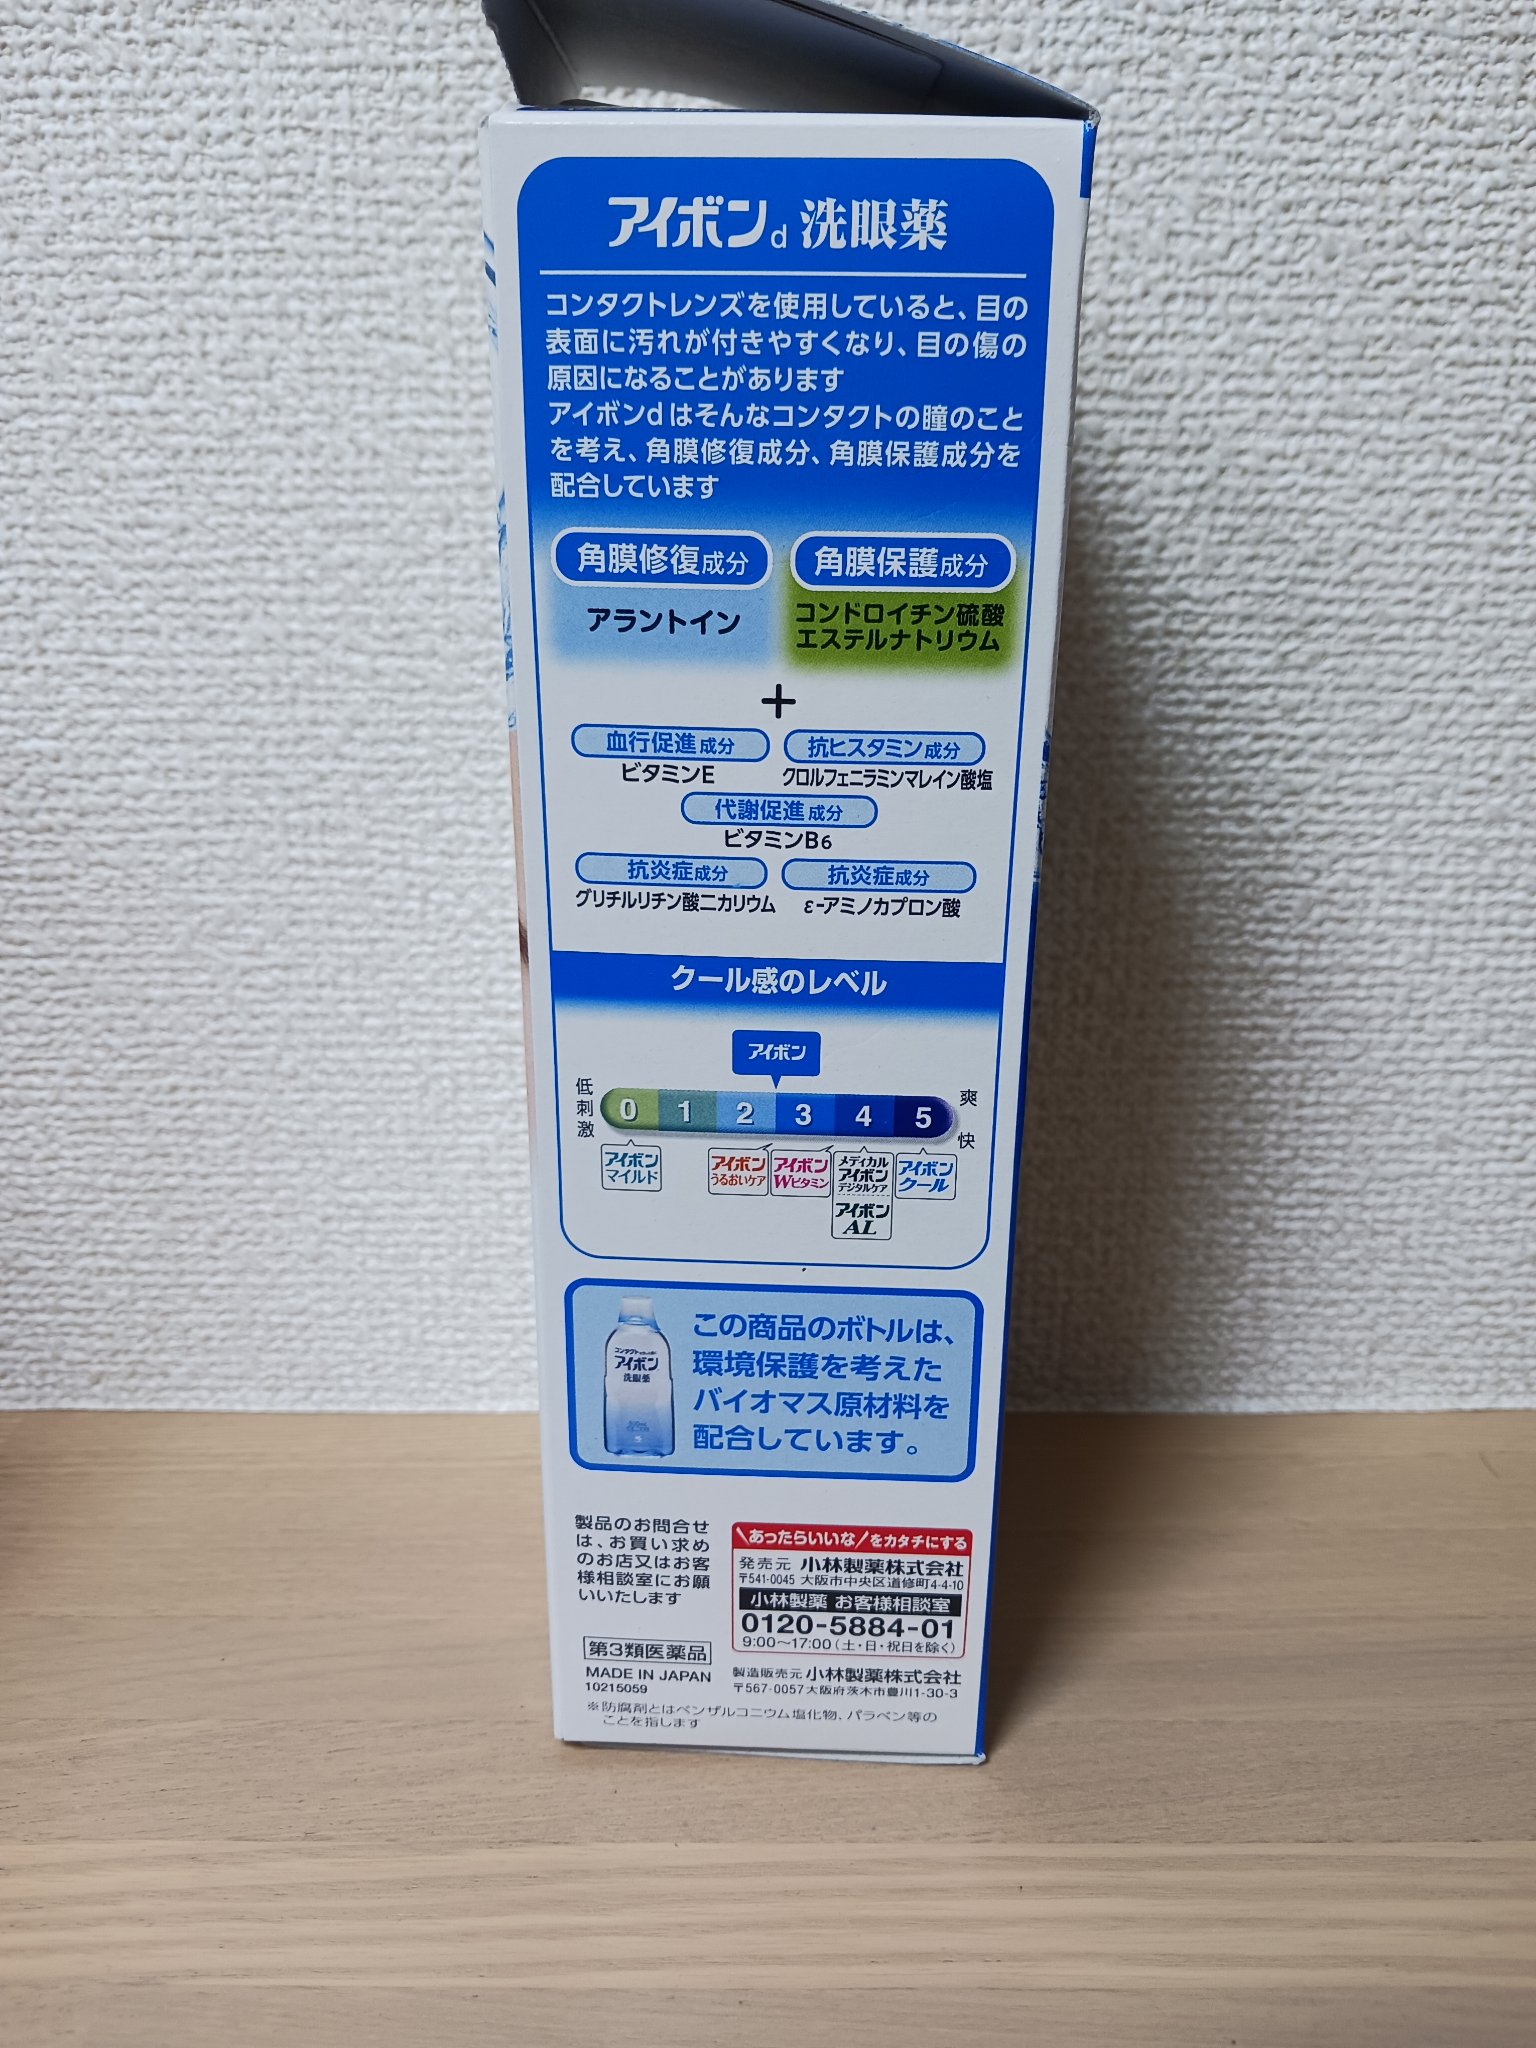 アイボンd 洗眼薬
コンタクトレンズを使用していると、目の
表面に汚れが付きやすくなり、目の傷の
原因になることがあります
アイボンdはそんなコンタクトの瞳のこと
を考え、角膜修復成分、角膜保護成分を
配合しています
角膜修復成分
アラントイン
角膜保護成分
コンドロイチン硫酸
エステルナトリウム
+
血行促進成分
ビタミンE
抗ヒスタミン成分
クロルフェニラミンマレイン酸塩
代謝促進成分
ビタミンB6
抗炎症成分
グリチルリチン酸二カリウム
抗炎症成分
ε-アミノカプロン酸
クール感のレベル
アイボン
低刺激
0 1 2 3 4 5
爽快
アイボン
マイルド
アイボン
うるおいケア
アイボン
Wビタミン
メディカル
アイボン
デジタルケア
アイボン
AL
アイボン
クール
アイボン
洗眼薬
この商品のボトルは、
環境保護を考えた
バイオマス原材料を
配合しています。
製品のお問合せ
は、お買い求め
のお店又はお客
様相談室にお願
いいたします
第3類医薬品
MADE IN JAPAN
10215059
\あったらいいな/をカタチにする
発売元 小林製薬株式会社
〒541-0045 大阪市中央区道修町4-4-10
小林製薬 お客様相談室
0120-5884-01
9:00〜17:00(土・日・祝日を除く)
製造販売元 小林製薬株式会社
〒567-0057 大阪府茨木市豊川1-30-3
※防腐剤とはベンザルコニウム塩化物、パラベン等の
ことを指します